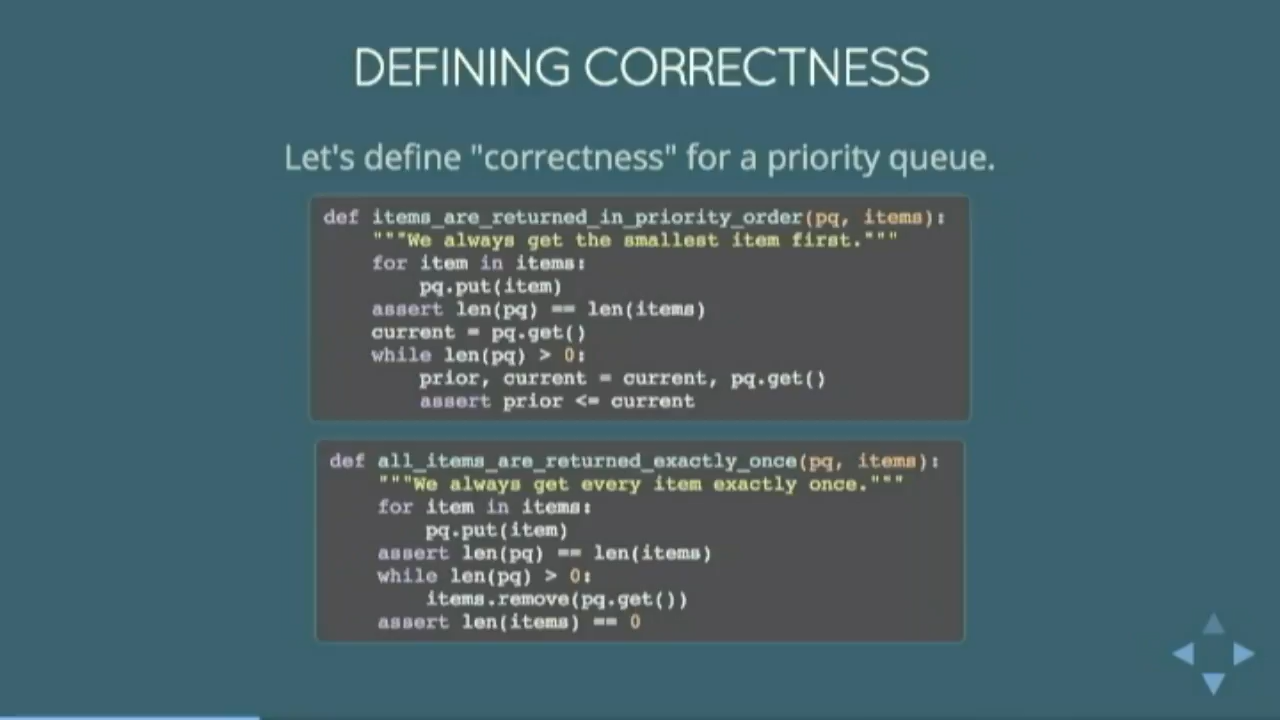 DEFINING CORRECTNESS
Let's define "correctness" for a priority queue.
def items_are_returned_in_priority_order(pq, items):
    """We always get the smallest item first."""
    for item in items:
        pq.put(item)
    assert len(pq) == len(items)
    current = pq.get()
    while len(pq) > 0:
        prior, current = current, pq.get()
        assert prior <= current
def all_items_are_returned_exactly_once(pq, items):
    """We always get every item exactly once."""
    for item in items:
        pq.put(item)
    assert len(pq) == len(items)
    while len(pq) > 0:
        items.remove(pq.get())
    assert len(items) == 0